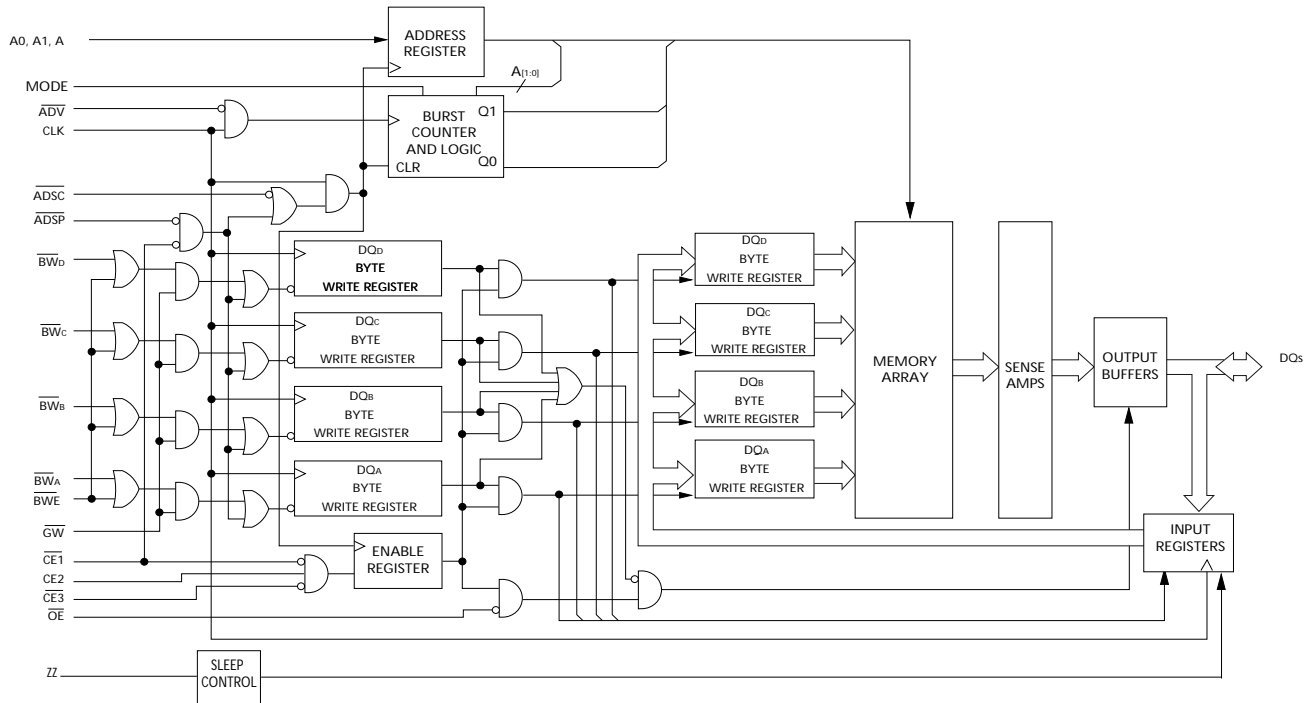 A0, A1, A
ADDRESS
REGISTER
MODE
A[1:0]
ADV
CLK
BURST
COUNTER
AND LOGIC
CLR
Q1
Q0
ADSC
ADSP
BWD
BWC
BWB
BWA
BWE
GW
CE1
CE2
CE3
OE
ZZ
SLEEP
CONTROL
DQD
BYTE
WRITE REGISTER
DQC
BYTE
WRITE REGISTER
DQB
BYTE
WRITE REGISTER
DQA
BYTE
WRITE REGISTER
ENABLE
REGISTER
DQD
BYTE
WRITE REGISTER
DQC
BYTE
WRITE REGISTER
DQB
BYTE
WRITE REGISTER
DQA
BYTE
WRITE REGISTER
MEMORY
ARRAY
SENSE
AMPS
OUTPUT
BUFFERS
DQs
INPUT
REGISTERS